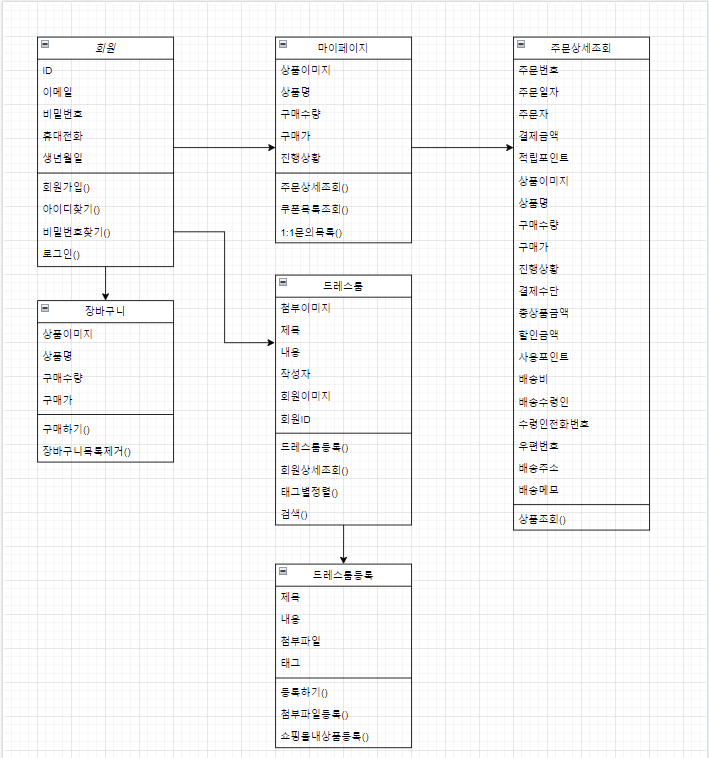 회원
ID
이메일
비밀번호
휴대전화
생년월일
회원가입()
아이디찾기()
비밀번호찾기()
로그인()
장바구니
상품이미지
상품명
구매수량
구매가
구매하기()
장바구니목록제거()
마이페이지
상품이미지
상품명
구매수량
구매가
진행상황
주문상세조회()
쿠폰목록조회()
1:1문의목록()
드레스룸
첨부이미지
제목
내용
작성자
회원이미지
회원ID
드레스룸등록()
회원상세조회()
태그별정렬()
검색()
드레스룸등록
제목
내용
첨부파일
태그
등록하기()
첨부파일등록()
쇼핑몰내상품등록()
주문상세조회
주문번호
주문일자
주문자
결제금액
적립포인트
상품이미지
상품명
구매수량
구매가
진행상황
결제수단
총상품금액
할인금액
사용포인트
배송비
배송수령인
수령인전화번호
우편번호
배송주소
배송메모
상품조회()